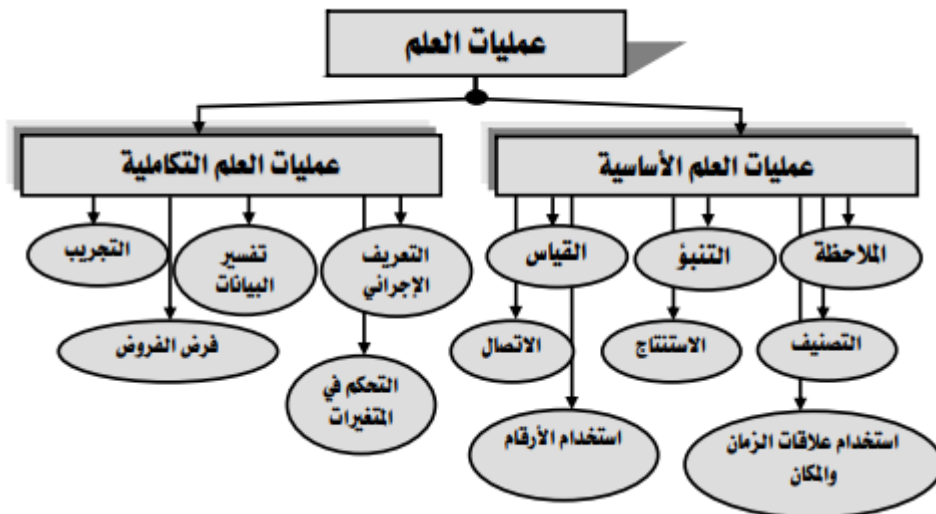 عمليات العلم
عمليات العلم الأساسية
عمليات العلم التكاملية
الملاحظة
التنبؤ
القياس
التعريف
الإجرائي
تفسير
البيانات
التجريب
التصنيف
الاستنتاج
الاتصال
فرض الفروض
التحكم في
المتغيرات
استخدام علاقات الزمان
والمكان
استخدام الأرقام